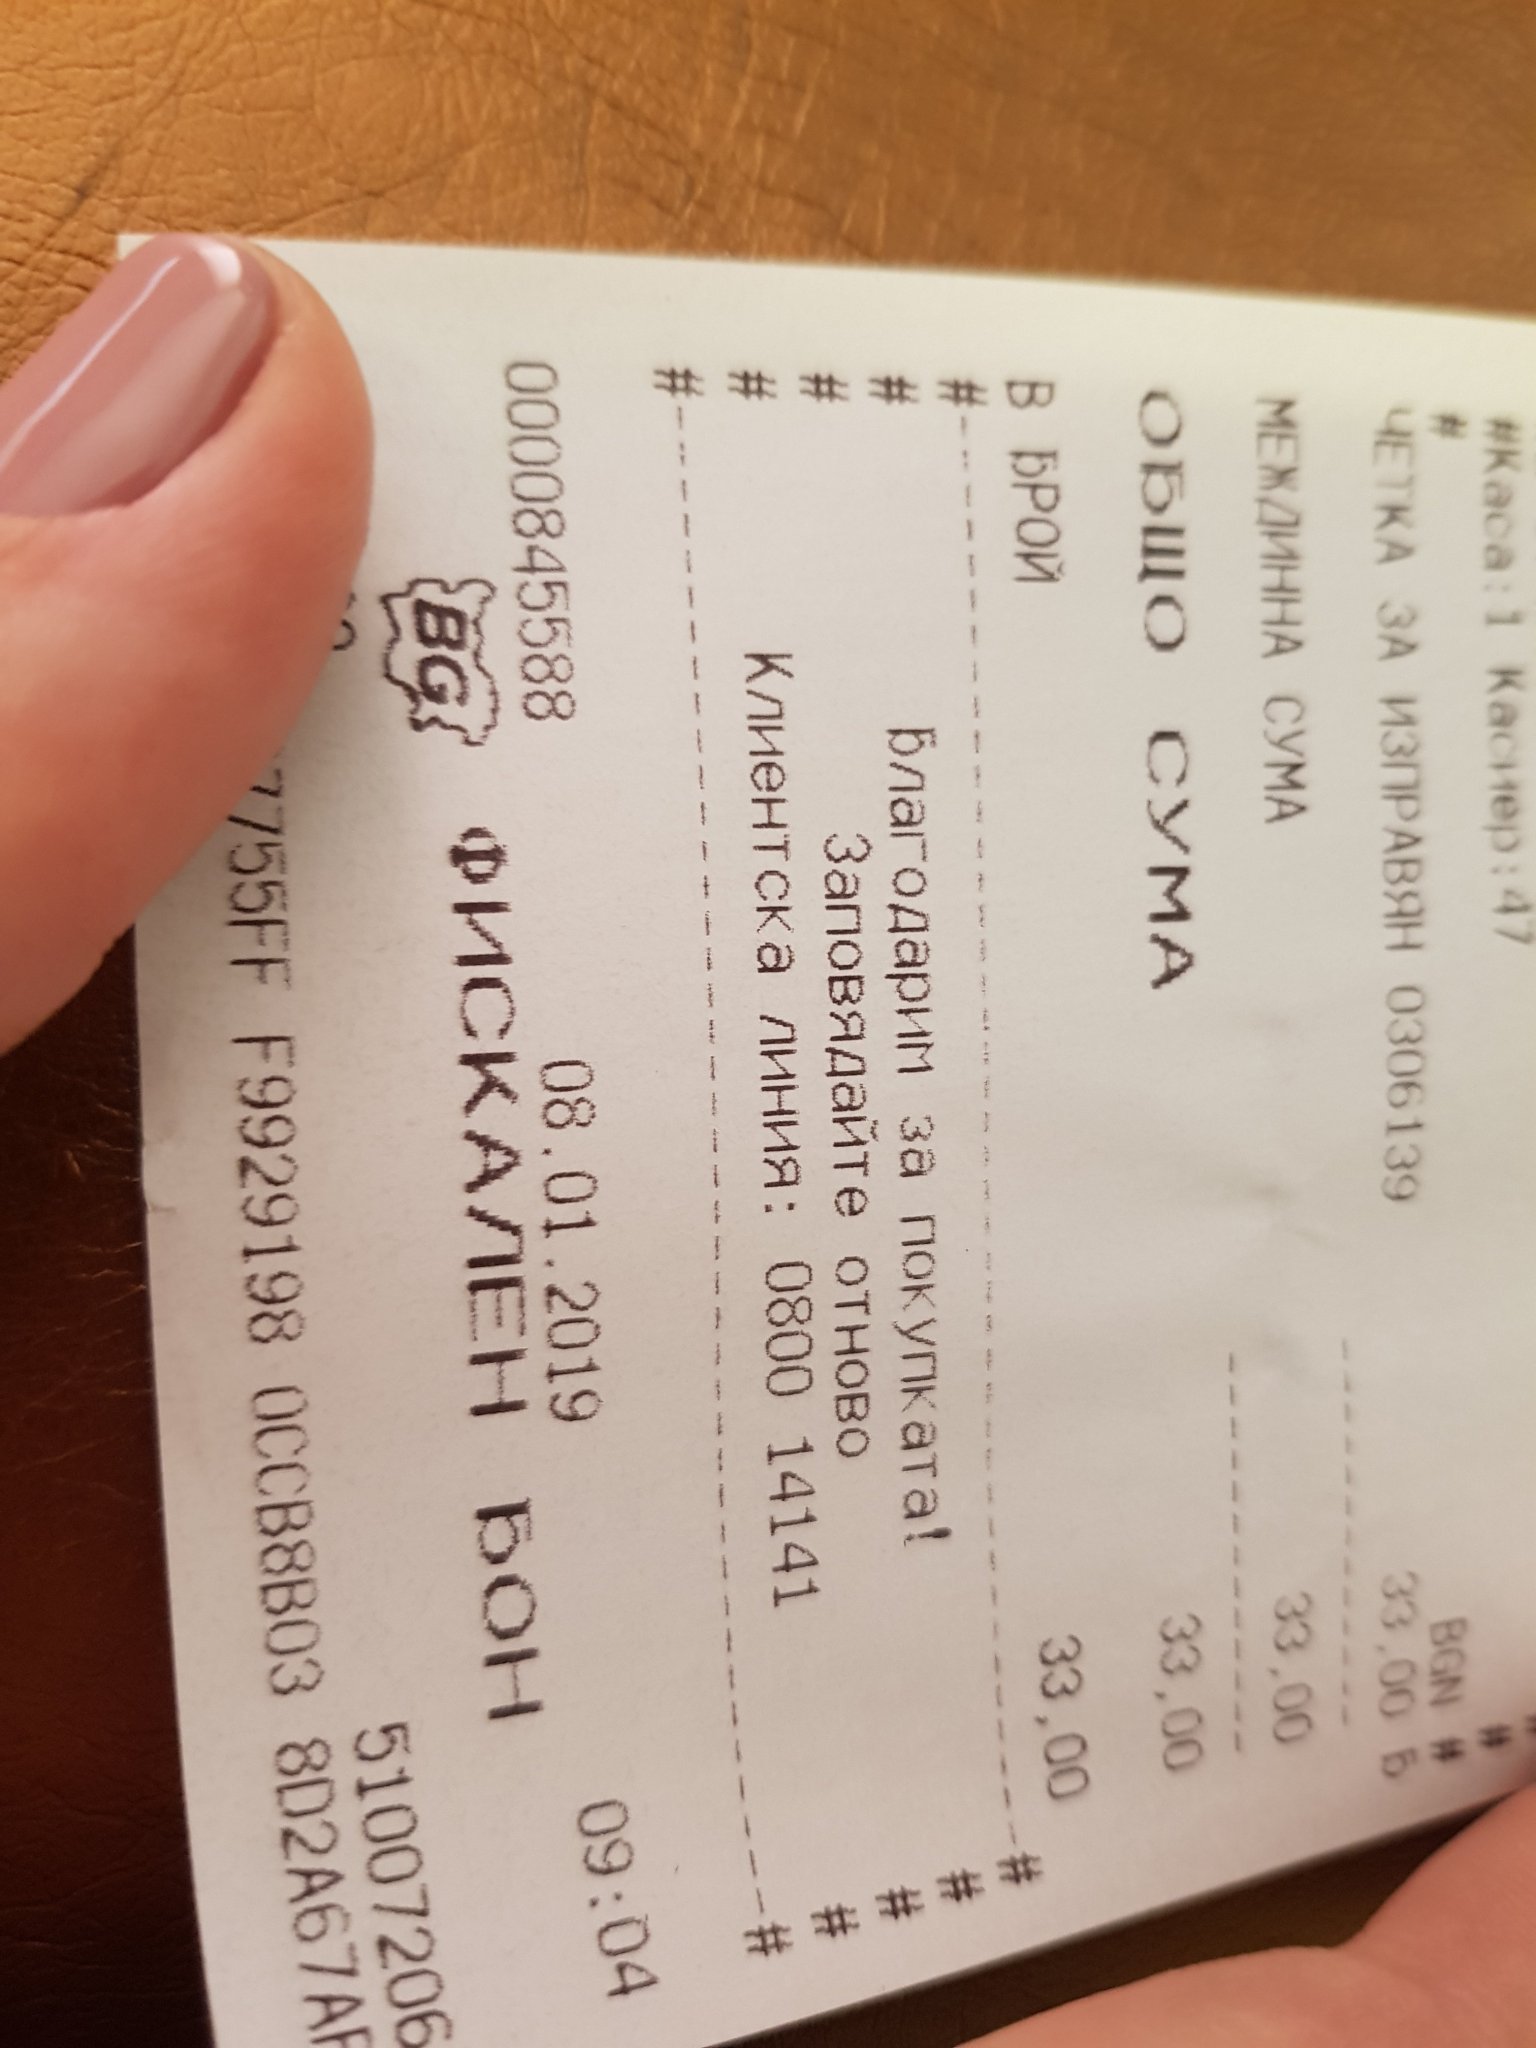 #Каса:1 Касиер:47 #
# BGN #
ЧЕТКА ЗА ИЗПРАВЯН 0306139 33,00 Б
МЕЖДИННА СУМА 33,00
ОБЩО СУМА 33,00
В БРОЙ 33,00
#------------------------------#
# Благодарим за покупката! #
# Заповядайте отново #
# Клиентска линия: 0800 14141 #
#------------------------------#
0000845588 08.01.2019 09:04
BG ФИСКАЛЕН БОН
51007206
7755FF F9929198 0CCB8B03 8D2A67AF